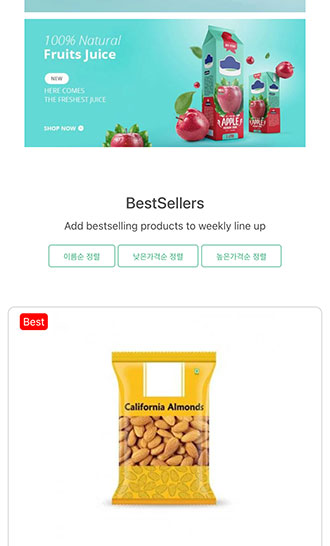 100% Natural
Fruits Juice
NEW
HERE COMES
THE FRESHEST JUICE
SHOP NOW
APPLE
APPLE
BestSellers
Add bestselling products to weekly line up
이름순 정렬
낮은가격순 정렬
높은가격순 정렬
Best
California Almonds